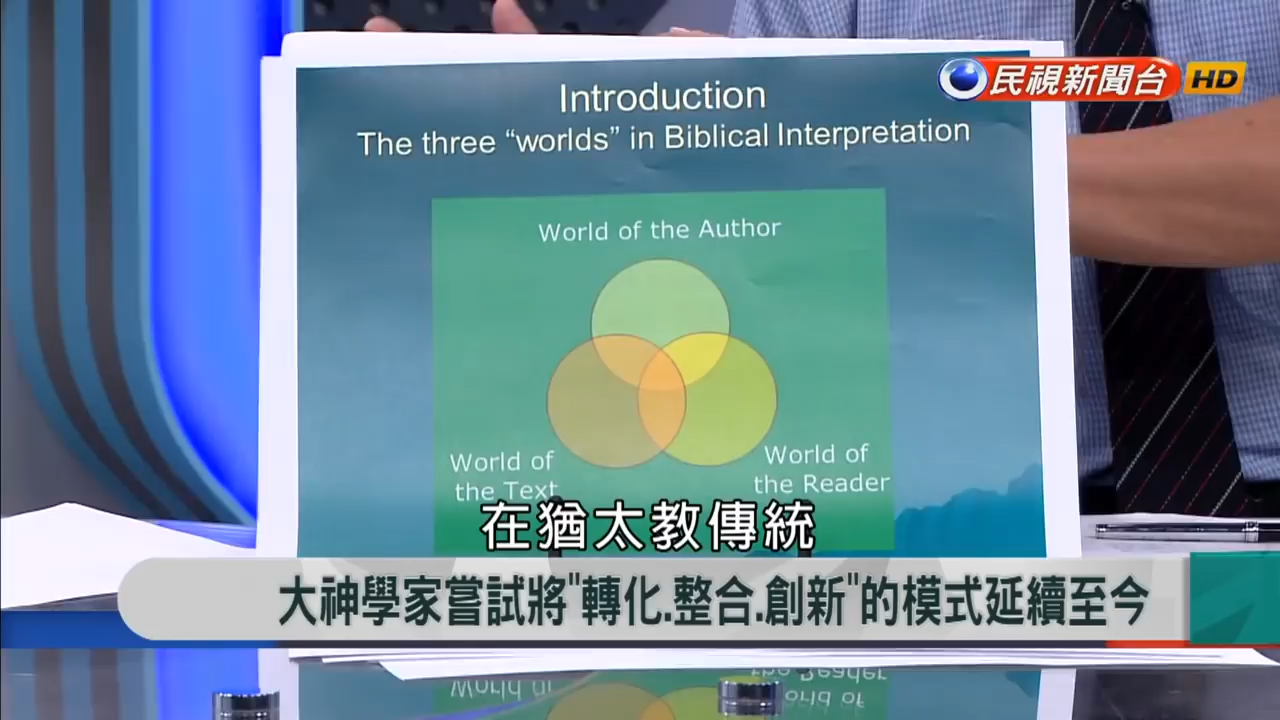 民視新聞台 HD
Introduction
The three “worlds” in Biblical Interpretation
World of the Author
World of
the Text
World of
the Reader
在猶太教傳統
大神學家嘗試將"轉化.整合.創新"的模式延續至今